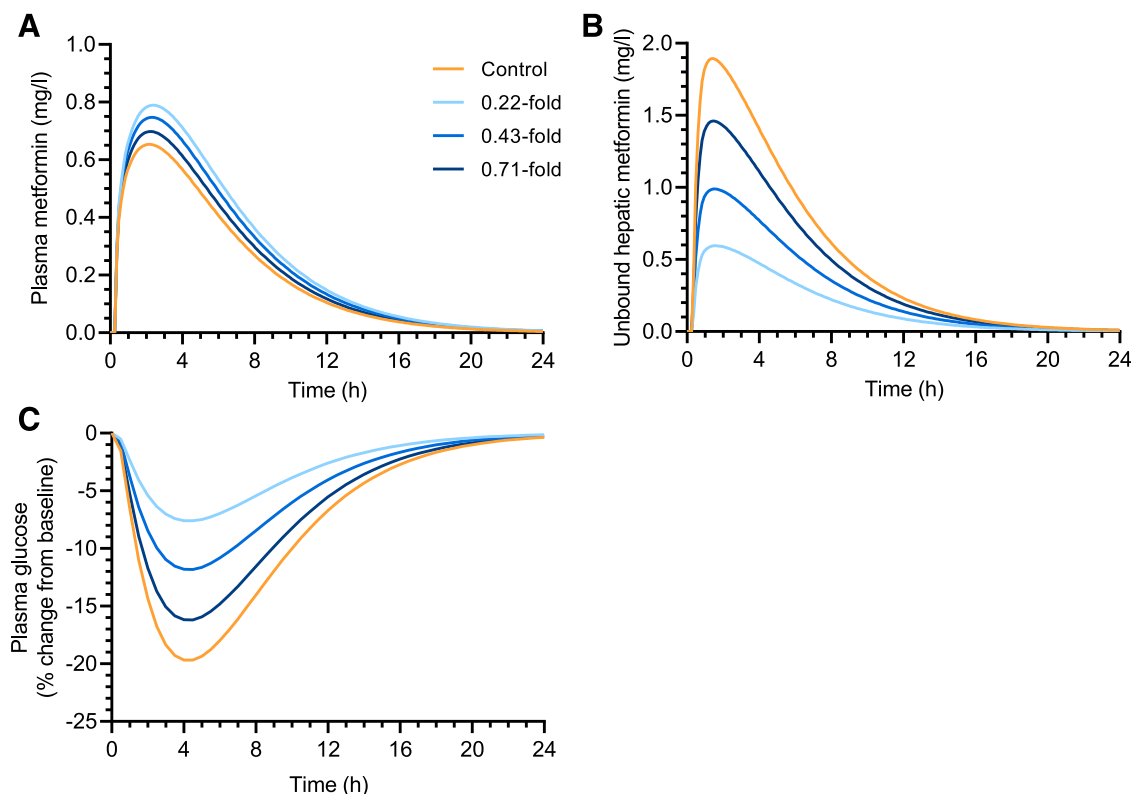 A
Plasma metformin (mg/l)
1.0
0.8
0.6
0.4
0.2
0.0
0 4 8 12 16 20 24
Time (h)
Control
0.22-fold
0.43-fold
0.71-fold
B
Unbound hepatic metformin (mg/l)
2.0
1.5
1.0
0.5
0.0
0 4 8 12 16 20 24
Time (h)
C
Plasma glucose
(% change from baseline)
0
-5
-10
-15
-20
-25
0 4 8 12 16 20 24
Time (h)